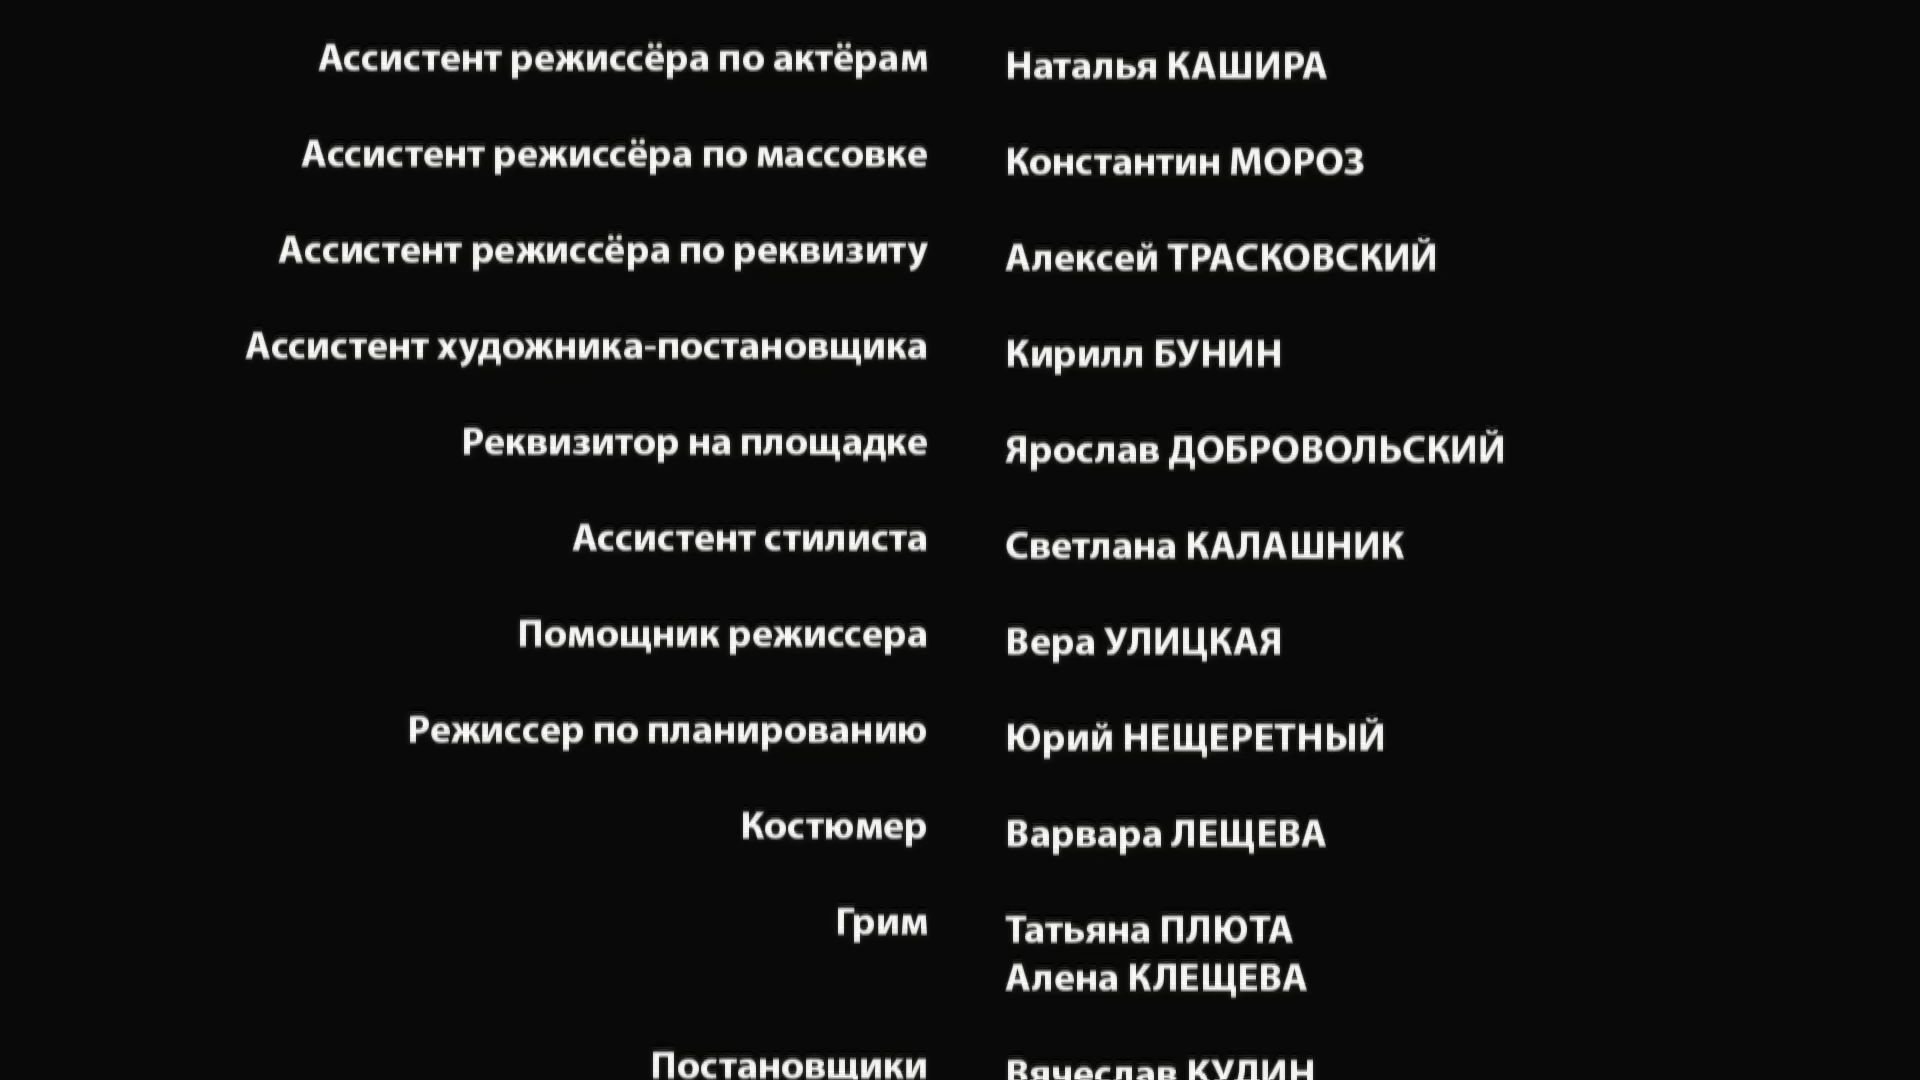 Ассистент режиссёра по актёрам Наталья КАШИРА
Ассистент режиссёра по массовке Константин МОРОЗ
Ассистент режиссёра по реквизиту Алексей ТРАСКОВСКИЙ
Ассистент художника-постановщика Кирилл БУНИН
Реквизитор на площадке Ярослав ДОБРОВОЛЬСКИЙ
Ассистент стилиста Светлана КАЛАШНИК
Помощник режиссера Вера УЛИЦКАЯ
Режиссер по планированию Юрий НЕЩЕРЕТНЫЙ
Костюмер Варвара ЛЕЩЕВА
Грим Татьяна ПЛЮТА
Алена КЛЕЩЕВА
Постановщики Вячеслав КУДИН